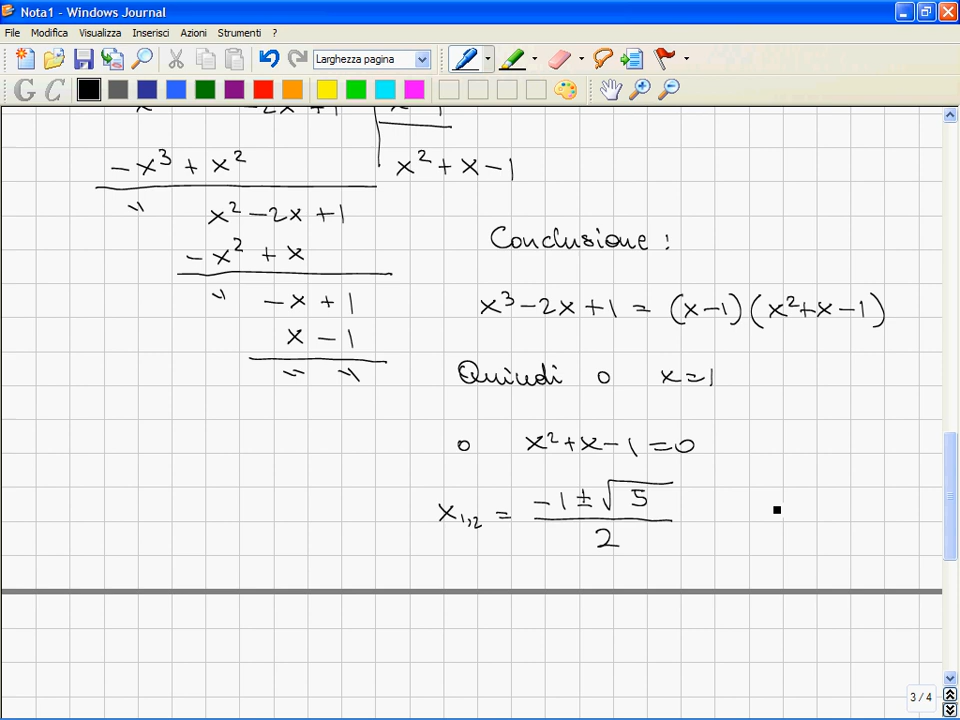 Nota1 - Windows Journal
File Modifica Visualizza Inserisci Azioni Strumenti ?
Larghezza pagina
-2x +1
-x³ + x²
x² + x - 1
x² - 2x + 1
-x² + x
Conclusione :
-x + 1
x³ - 2x + 1 = (x-1)(x²+x-1)
x - 1
Quindi o x=1
o x²+x-1=0
x₁,₂ = (-1 ± √5) / 2
3 / 4